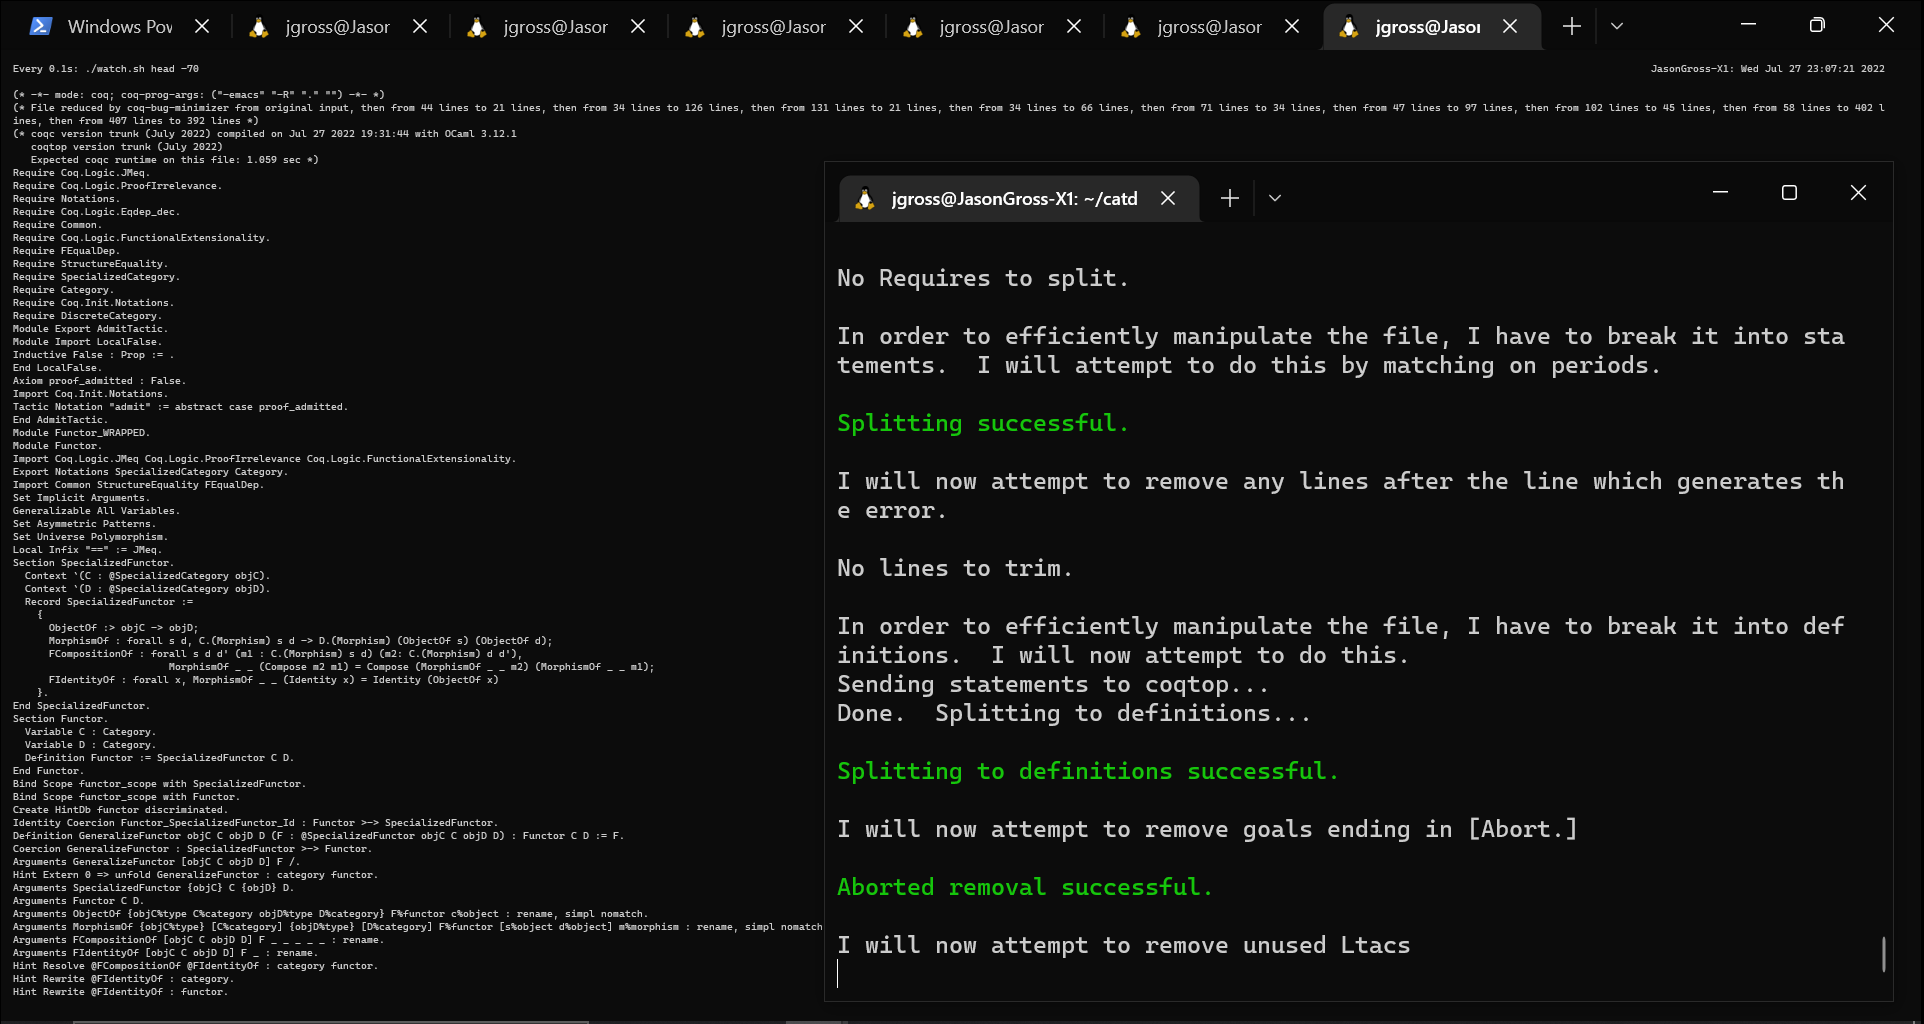 Windows Pow
jgross@Jasor
jgross@Jasor
jgross@Jasor
jgross@Jasor
jgross@Jasor
jgross@Jasor
Every 0.1s: ./watch.sh head -70
JasonGross-X1: Wed Jul 27 23:07:21 2022
(* -*- mode: coq; coq-prog-args: ("-emacs" "-R" "." "") -*- *)
(* File reduced by coq-bug-minimizer from original input, then from 44 lines to 21 lines, then from 34 lines to 126 lines, then from 131 lines to 21 lines, then from 34 lines to 66 lines, then from 71 lines to 34 lines, then from 47 lines to 97 lines, then from 102 lines to 45 lines, then from 58 lines to 402 l
ines, then from 407 lines to 392 lines *)
(* coqc version trunk (July 2022) compiled on Jul 27 2022 19:31:44 with OCaml 3.12.1
coqtop version trunk (July 2022)
Expected coqc runtime on this file: 1.059 sec *)
Require Coq.Logic.JMeq.
Require Coq.Logic.ProofIrrelevance.
Require Notations.
Require Coq.Logic.Eqdep_dec.
Require Common.
Require Coq.Logic.FunctionalExtensionality.
Require FEqualDep.
Require StructureEquality.
Require SpecializedCategory.
Require Category.
Require Coq.Init.Notations.
Require DiscreteCategory.
Module Export AdmitTactic.
Module Import LocalFalse.
Inductive False : Prop := .
End LocalFalse.
Axiom proof_admitted : False.
Import Coq.Init.Notations.
Tactic Notation "admit" := abstract case proof_admitted.
End AdmitTactic.
Module Functor_WRAPPED.
Module Functor.
Import Coq.Logic.JMeq Coq.Logic.ProofIrrelevance Coq.Logic.FunctionalExtensionality.
Export Notations SpecializedCategory Category.
Import Common StructureEquality FEqualDep.
Set Implicit Arguments.
Generalizable All Variables.
Set Asymmetric Patterns.
Set Universe Polymorphism.
Local Infix "==" := JMeq.
Section SpecializedFunctor.
Context `(C : @SpecializedCategory objC).
Context `(D : @SpecializedCategory objD).
Record SpecializedFunctor :=
{
ObjectOf :> objC -> objD;
MorphismOf : forall s d, C.(Morphism) s d -> D.(Morphism) (ObjectOf s) (ObjectOf d);
FCompositionOf : forall s d d' (m1 : C.(Morphism) s d) (m2: C.(Morphism) d d'),
MorphismOf _ _ (Compose m2 m1) = Compose (MorphismOf _ _ m2) (MorphismOf _ _ m1);
FIdentityOf : forall x, MorphismOf _ _ (Identity x) = Identity (ObjectOf x)
}.
End SpecializedFunctor.
Section Functor.
Variable C : Category.
Variable D : Category.
Definition Functor := SpecializedFunctor C D.
End Functor.
Bind Scope functor_scope with SpecializedFunctor.
Bind Scope functor_scope with Functor.
Create HintDb functor discriminated.
Identity Coercion Functor_SpecializedFunctor_Id : Functor >-> SpecializedFunctor.
Definition GeneralizeFunctor objC C objD D (F : @SpecializedFunctor objC C objD D) : Functor C D := F.
Coercion GeneralizeFunctor : SpecializedFunctor >-> Functor.
Arguments GeneralizeFunctor [objC C objD D] F /.
Hint Extern 0 => unfold GeneralizeFunctor : category functor.
Arguments SpecializedFunctor {objC} C {objD} D.
Arguments Functor C D.
Arguments ObjectOf {objC%type C%category objD%type D%category} F%functor c%object : rename, simpl nomatch.
Arguments MorphismOf {objC%type} [C%category] {objD%type} [D%category] F%functor [s%object d%object] m%morphism : rename, simpl nomatch
Arguments FCompositionOf [objC C objD D] F _ _ _ _ _ : rename.
Arguments FIdentityOf [objC C objD D] F _ : rename.
Hint Resolve @FCompositionOf @FIdentityOf : category functor.
Hint Rewrite @FIdentityOf : category.
Hint Rewrite @FIdentityOf : functor.
jgross@JasonGross-X1: ~/catd
No Requires to split.
In order to efficiently manipulate the file, I have to break it into sta
tements.  I will attempt to do this by matching on periods.
Splitting successful.
I will now attempt to remove any lines after the line which generates th
e error.
No lines to trim.
In order to efficiently manipulate the file, I have to break it into def
initions.  I will now attempt to do this.
Sending statements to coqtop...
Done.  Splitting to definitions...
Splitting to definitions successful.
I will now attempt to remove goals ending in [Abort.]
Aborted removal successful.
I will now attempt to remove unused Ltacs